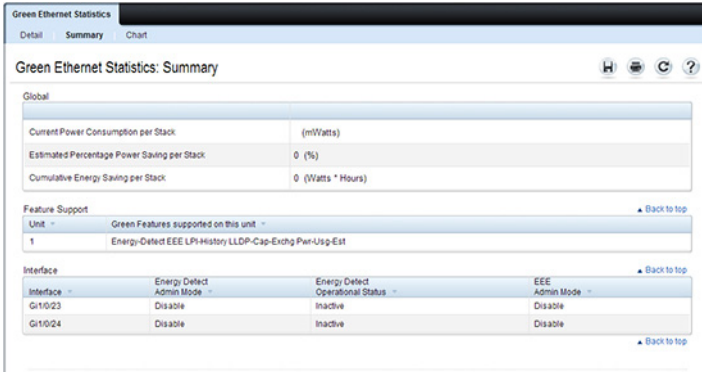 Green Ethernet Statistics
Detail Summary Chart
Green Ethernet Statistics: Summary
Global
Current Power Consumption per Stack (mWatts)
Estimated Percentage Power Saving per Stack 0 (%)
Cumulative Energy Saving per Stack 0 (Watts * Hours)
Feature Support Back to top
Unit Green Features supported on this unit
1 Energy-Detect EEE LPI-History LLDP-Cap-Exchg Pwr-Usg-Est
Interface Back to top
Interface Energy Detect Admin Mode Energy Detect Operational Status EEE Admin Mode
Gi1/0/23 Disable Inactive Disable
Gi1/0/24 Disable Inactive Disable
Back to top